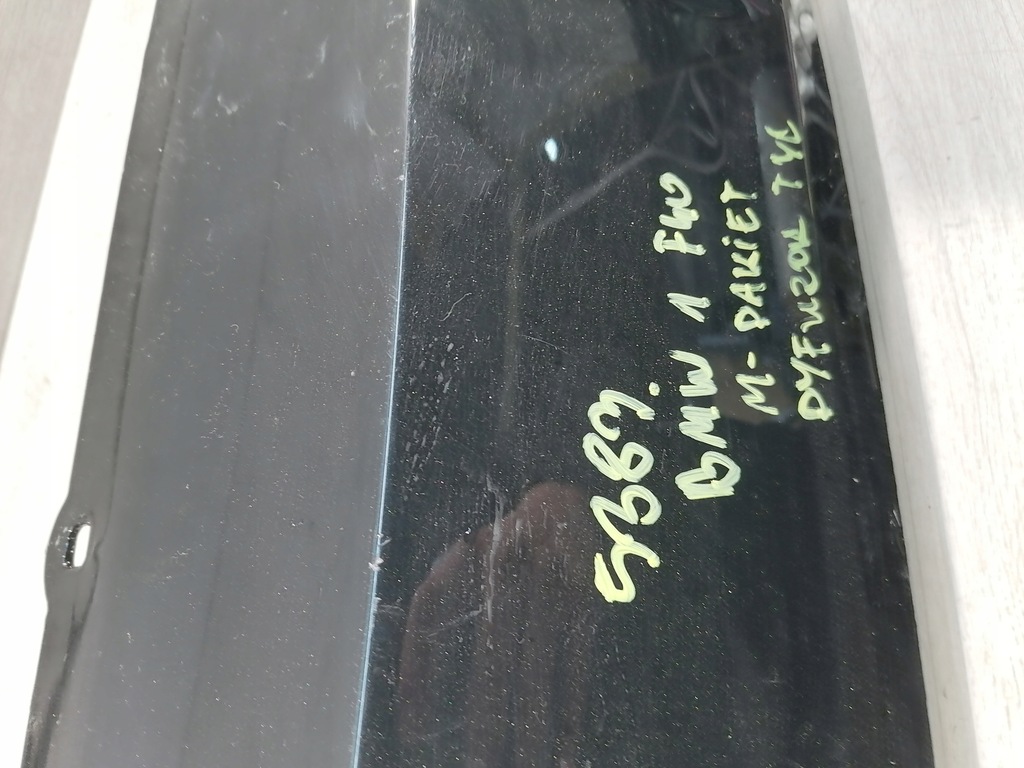 5389.
BMW 1 F40
M-PAKIET
DYFUZOR TYŁ